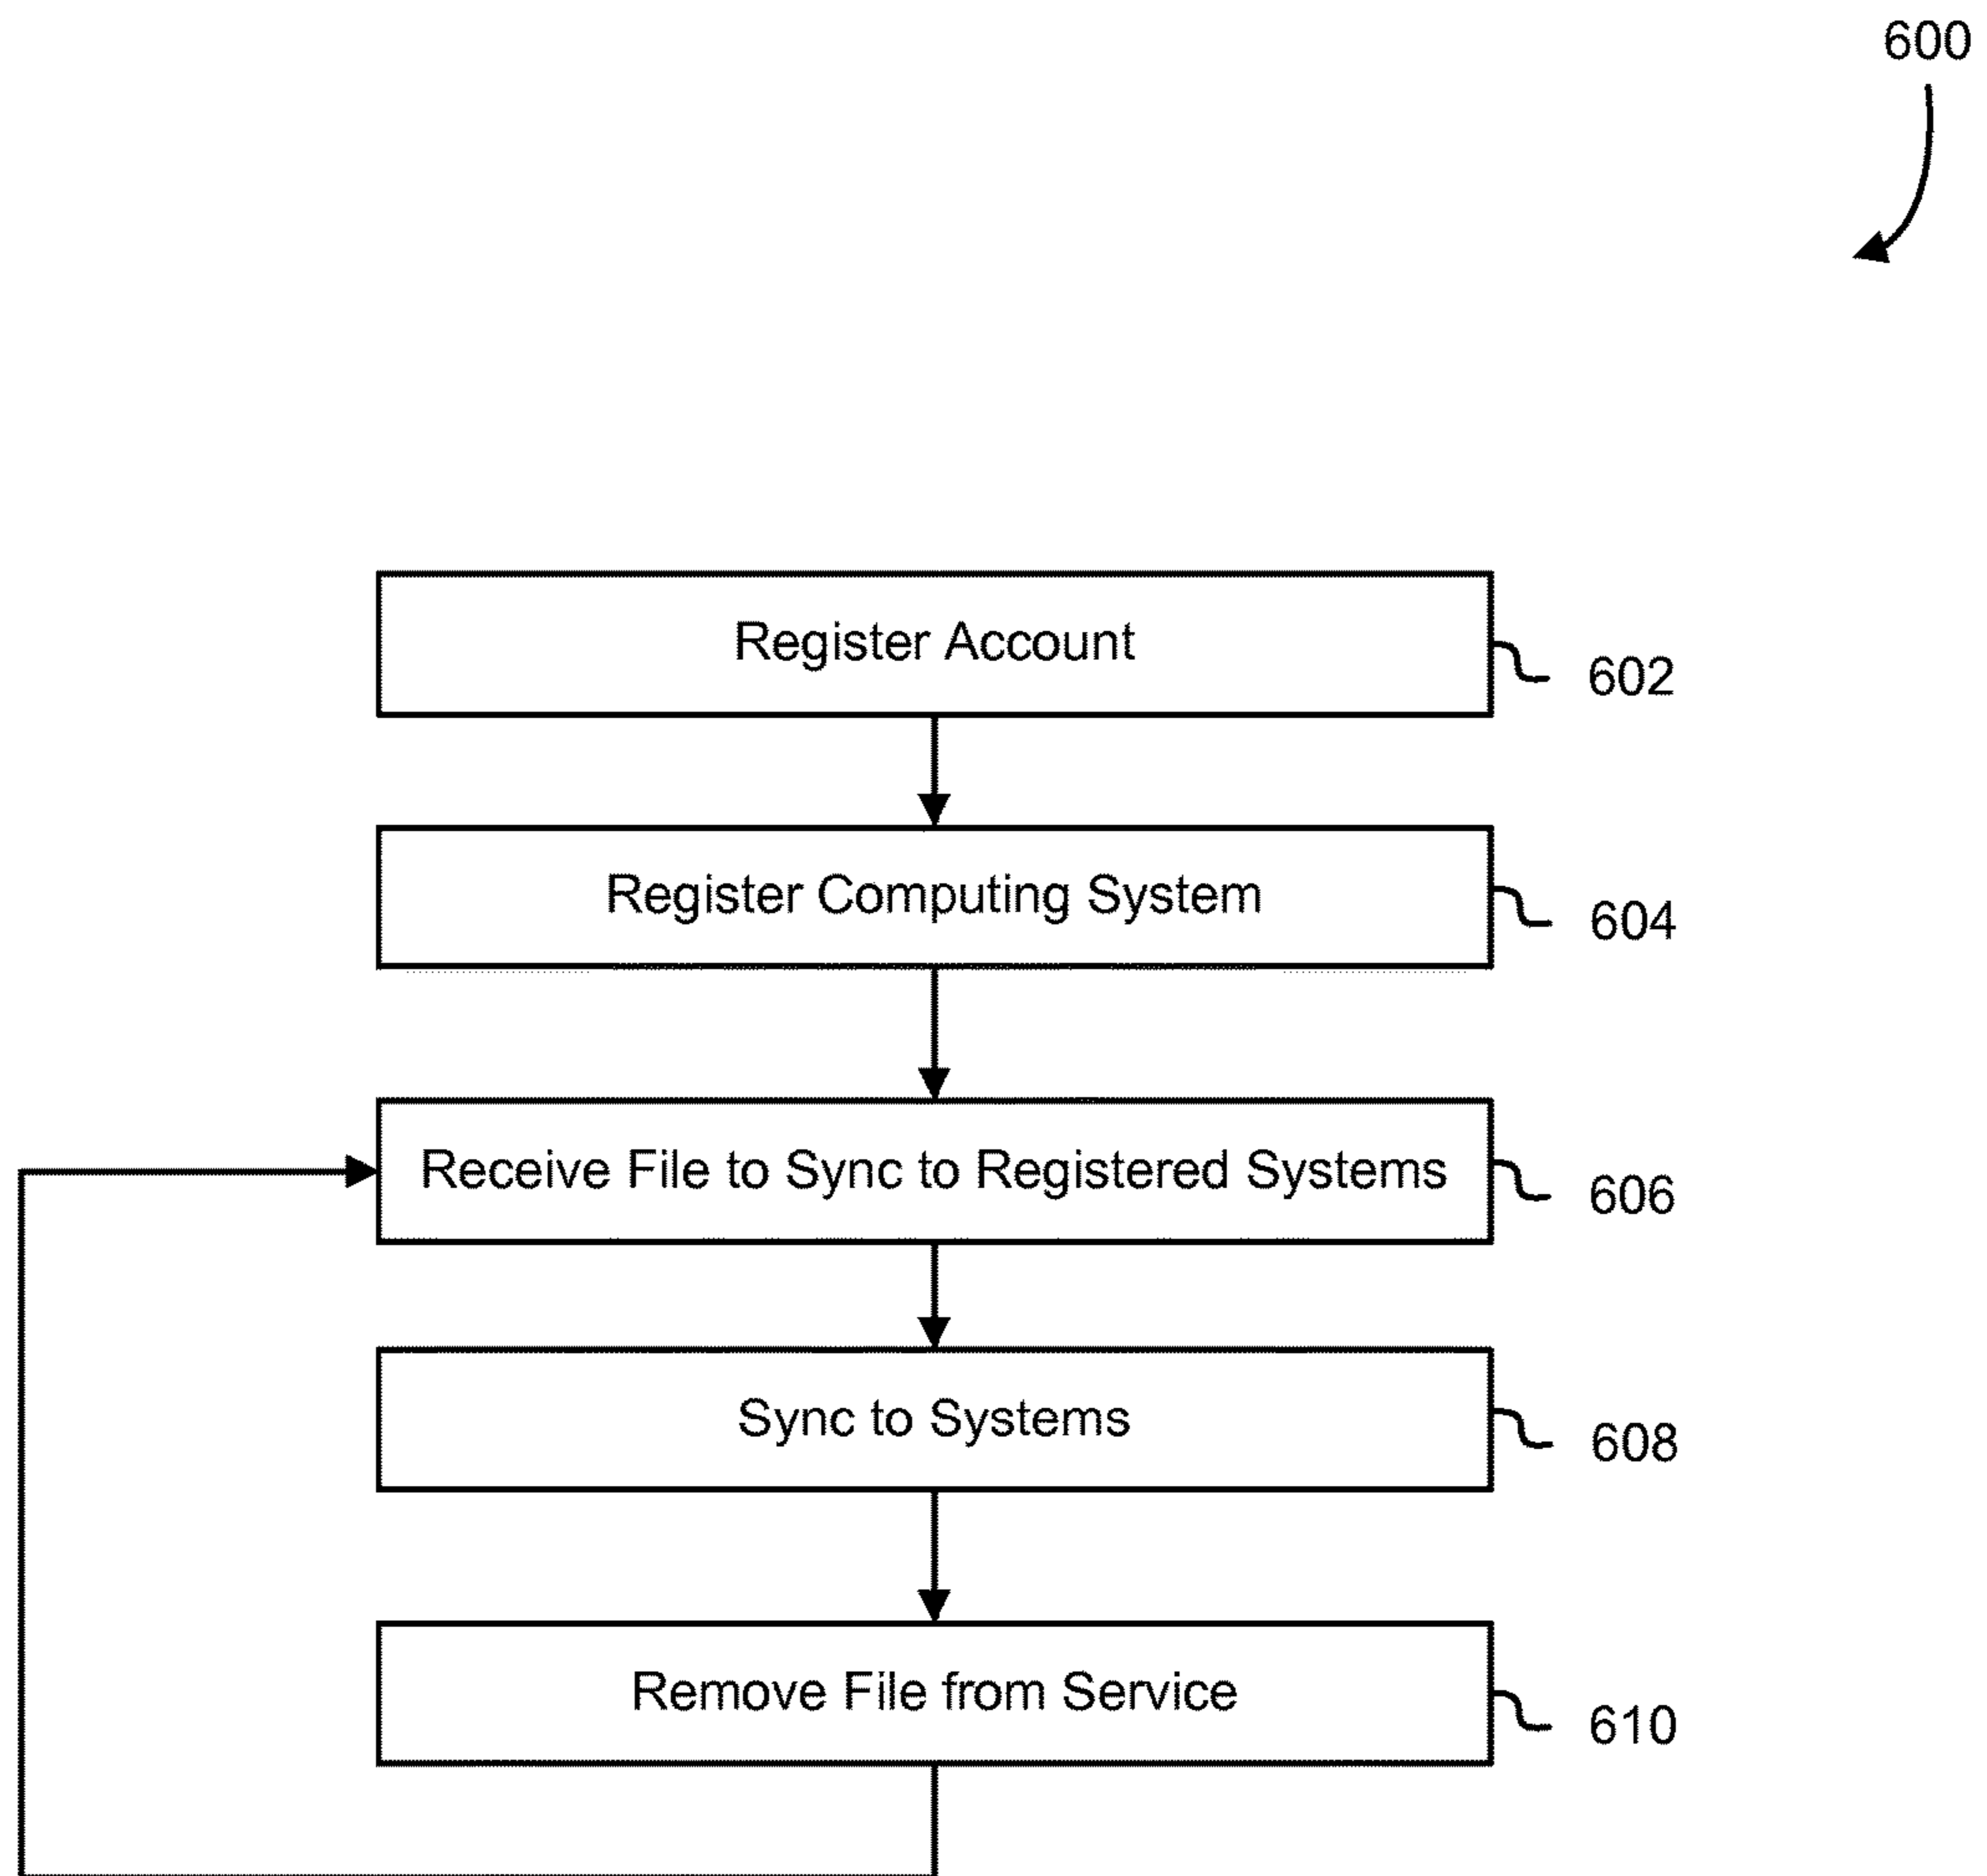 600
Register Account
602
Register Computing System
604
Receive File to Sync to Registered Systems
606
Sync to Systems
608
Remove File from Service
610